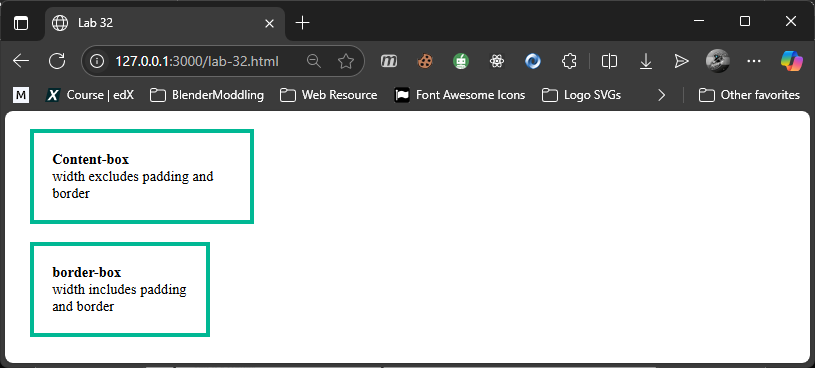 Lab 32
127.0.0.1:3000/lab-32.html
M Course | edX BlenderModdling Web Resource Font Awesome Icons Logo SVGs Other favorites
Content-box
width excludes padding and
border
border-box
width includes padding
and border